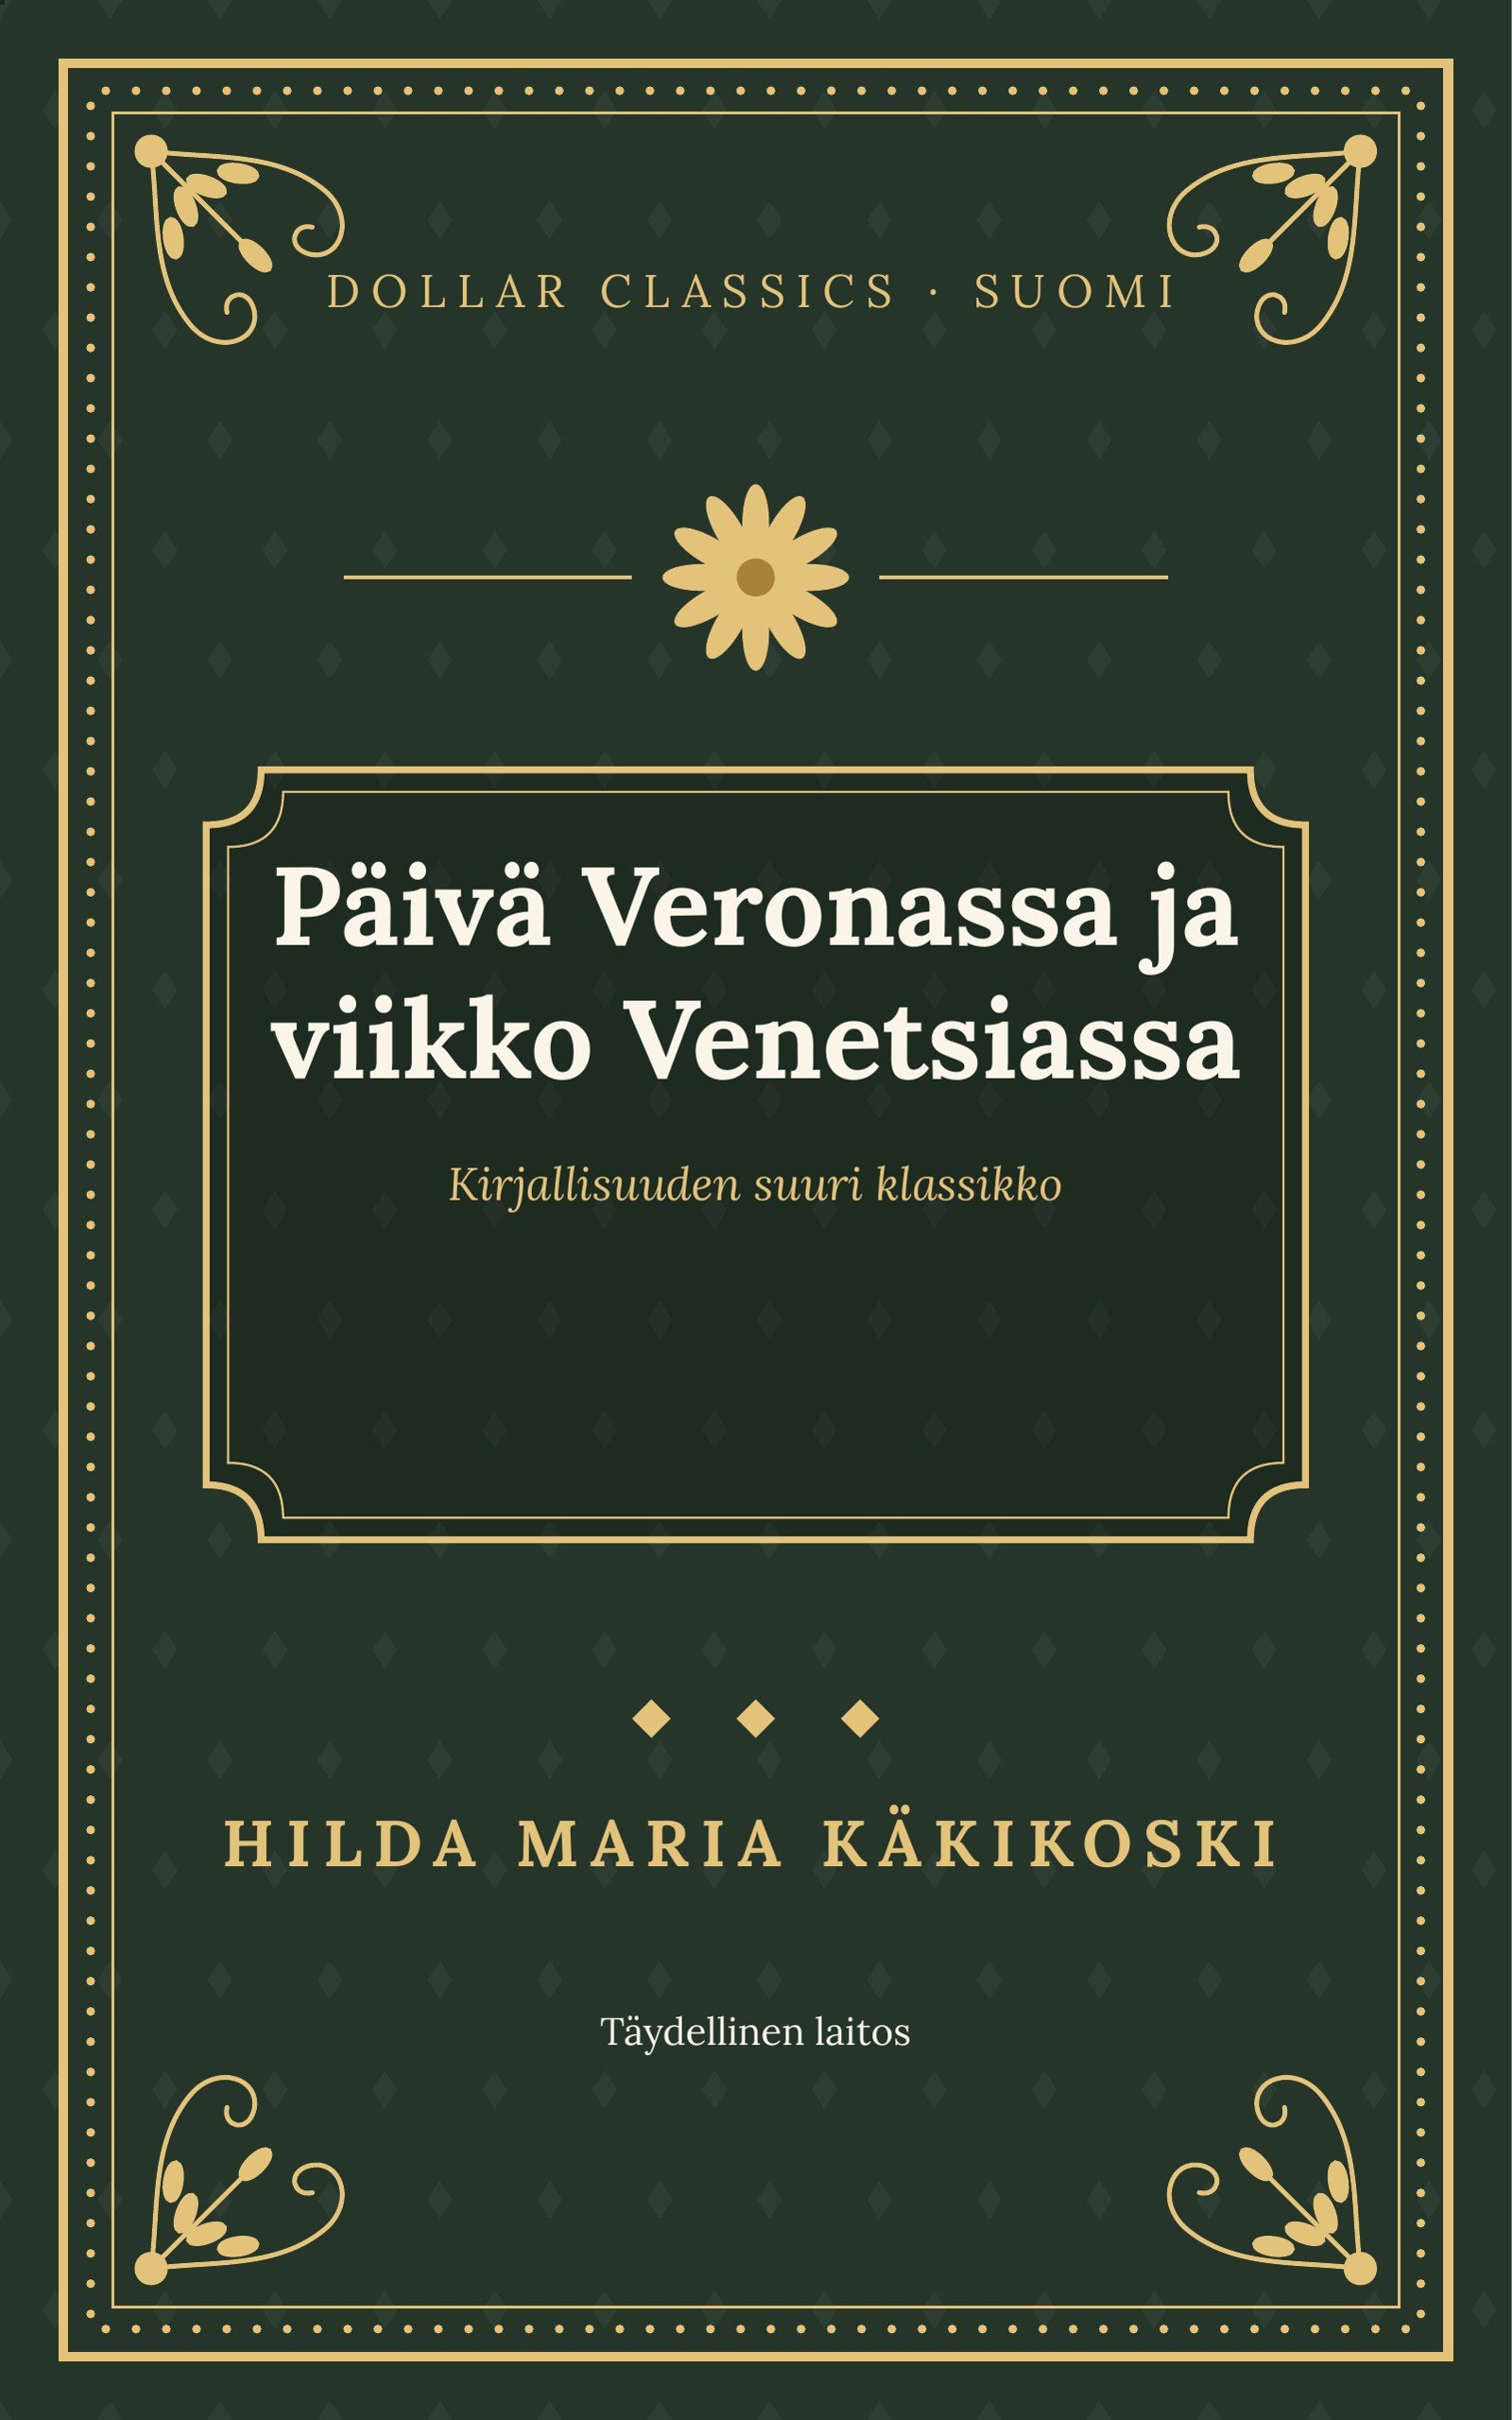 DOLLAR CLASSICS · SUOMI
Päivä Veronassa ja
viikko Venetsiassa
Kirjallisuuden suuri klassikko
HILDA MARIA KÄKIKOSKI
Täydellinen laitos